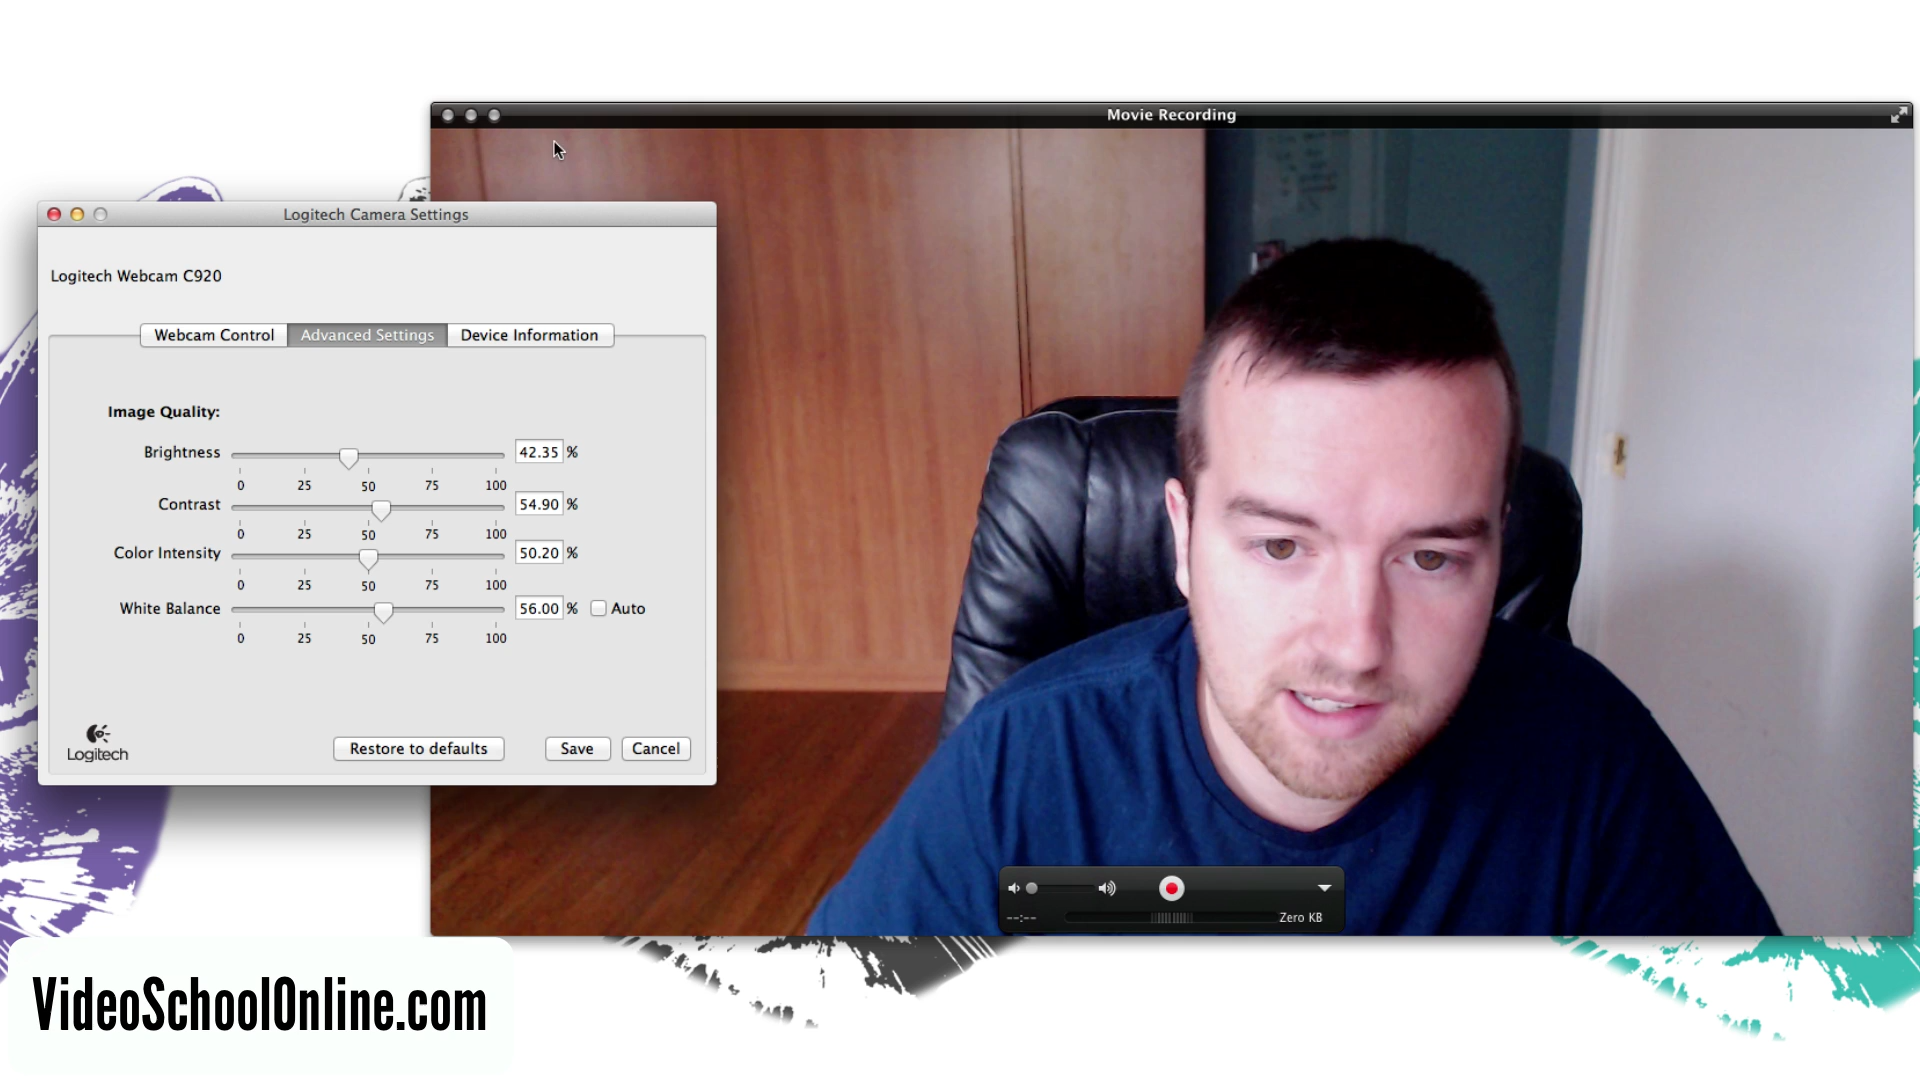 Movie Recording
Logitech Camera Settings
Logitech Webcam C920
Webcam Control Advanced Settings Device Information
Image Quality:
Brightness 42.35 %
0 25 50 75 100
Contrast 54.90 %
0 25 50 75 100
Color Intensity 50.20 %
0 25 50 75 100
White Balance 56.00 % Auto
0 25 50 75 100
Logitech
Restore to defaults Save Cancel
--:-- Zero KB
VideoSchoolOnline.com